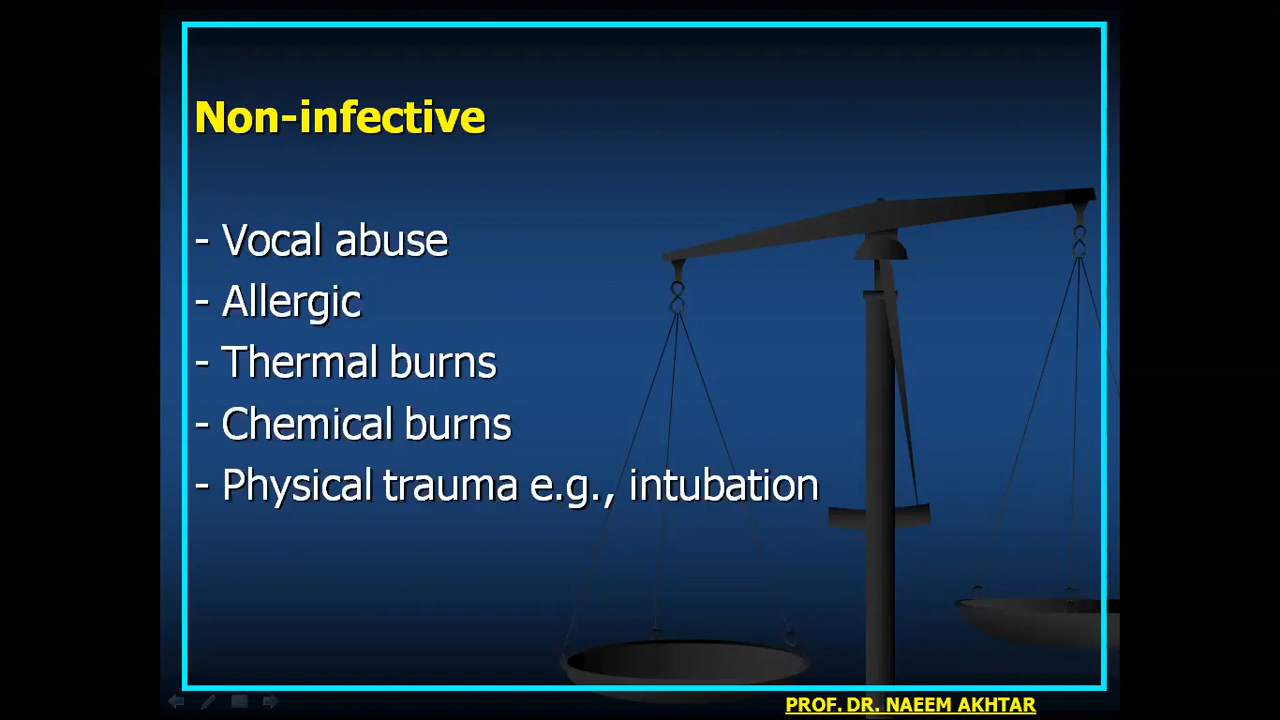 Non-infective
- Vocal abuse
- Allergic
- Thermal burns
- Chemical burns
- Physical trauma e.g., intubation
PROF. DR. NAEEM AKHTAR